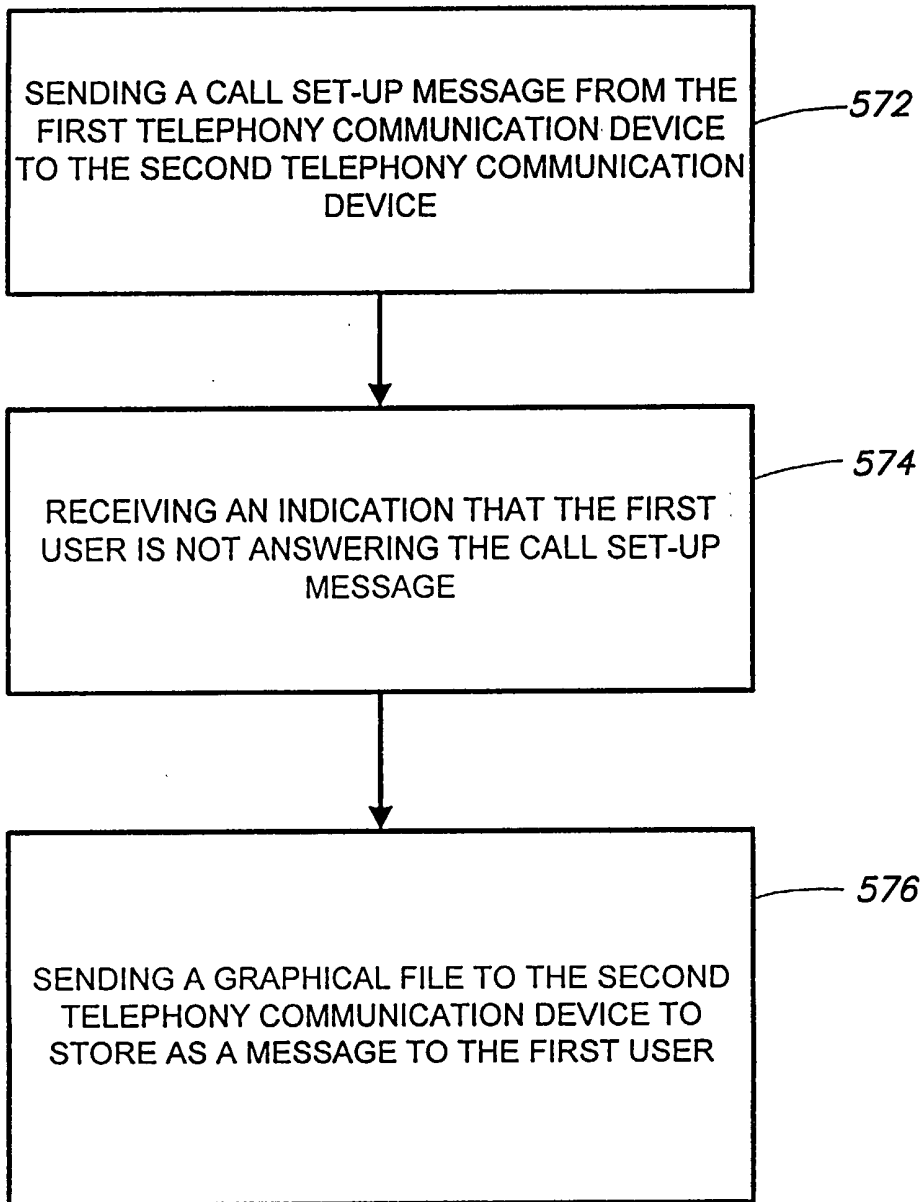 SENDING A CALL SET-UP MESSAGE FROM THE
FIRST TELEPHONY COMMUNICATION DEVICE
TO THE SECOND TELEPHONY COMMUNICATION
DEVICE
572
RECEIVING AN INDICATION THAT THE FIRST
USER IS NOT ANSWERING THE CALL SET-UP
MESSAGE
574
SENDING A GRAPHICAL FILE TO THE SECOND
TELEPHONY COMMUNICATION DEVICE TO
STORE AS A MESSAGE TO THE FIRST USER
576